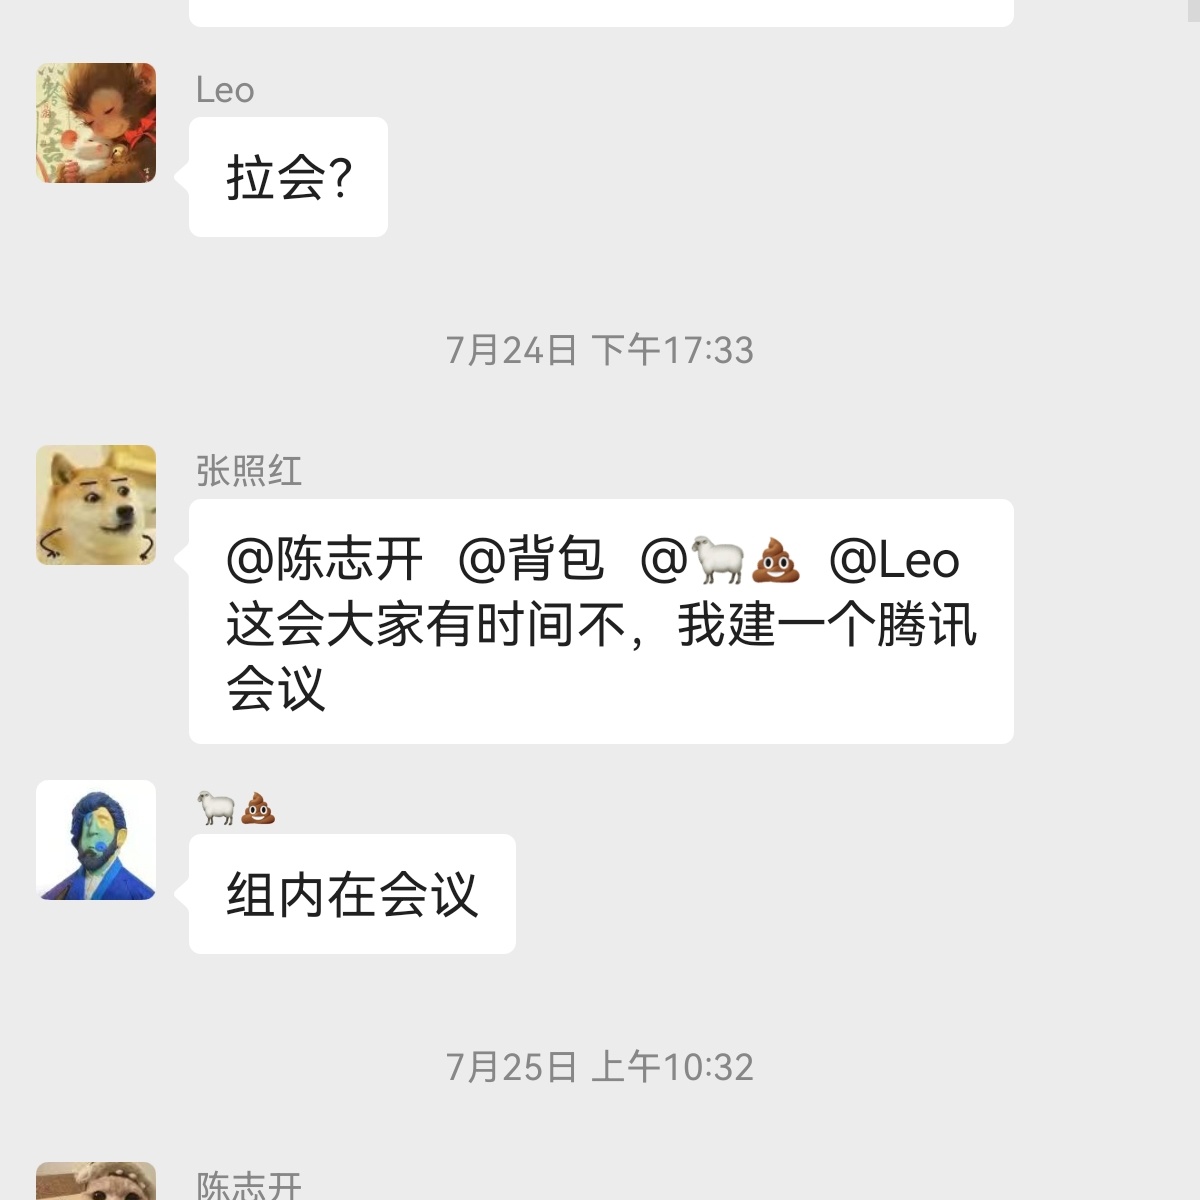 Leo
拉会？
7月24日 下午17:33
张照红
@陈志开 @背包 @🐑💩 @Leo
这会大家有时间不，我建一个腾讯
会议
🐑💩
组内在会议
7月25日 上午10:32
陈志开